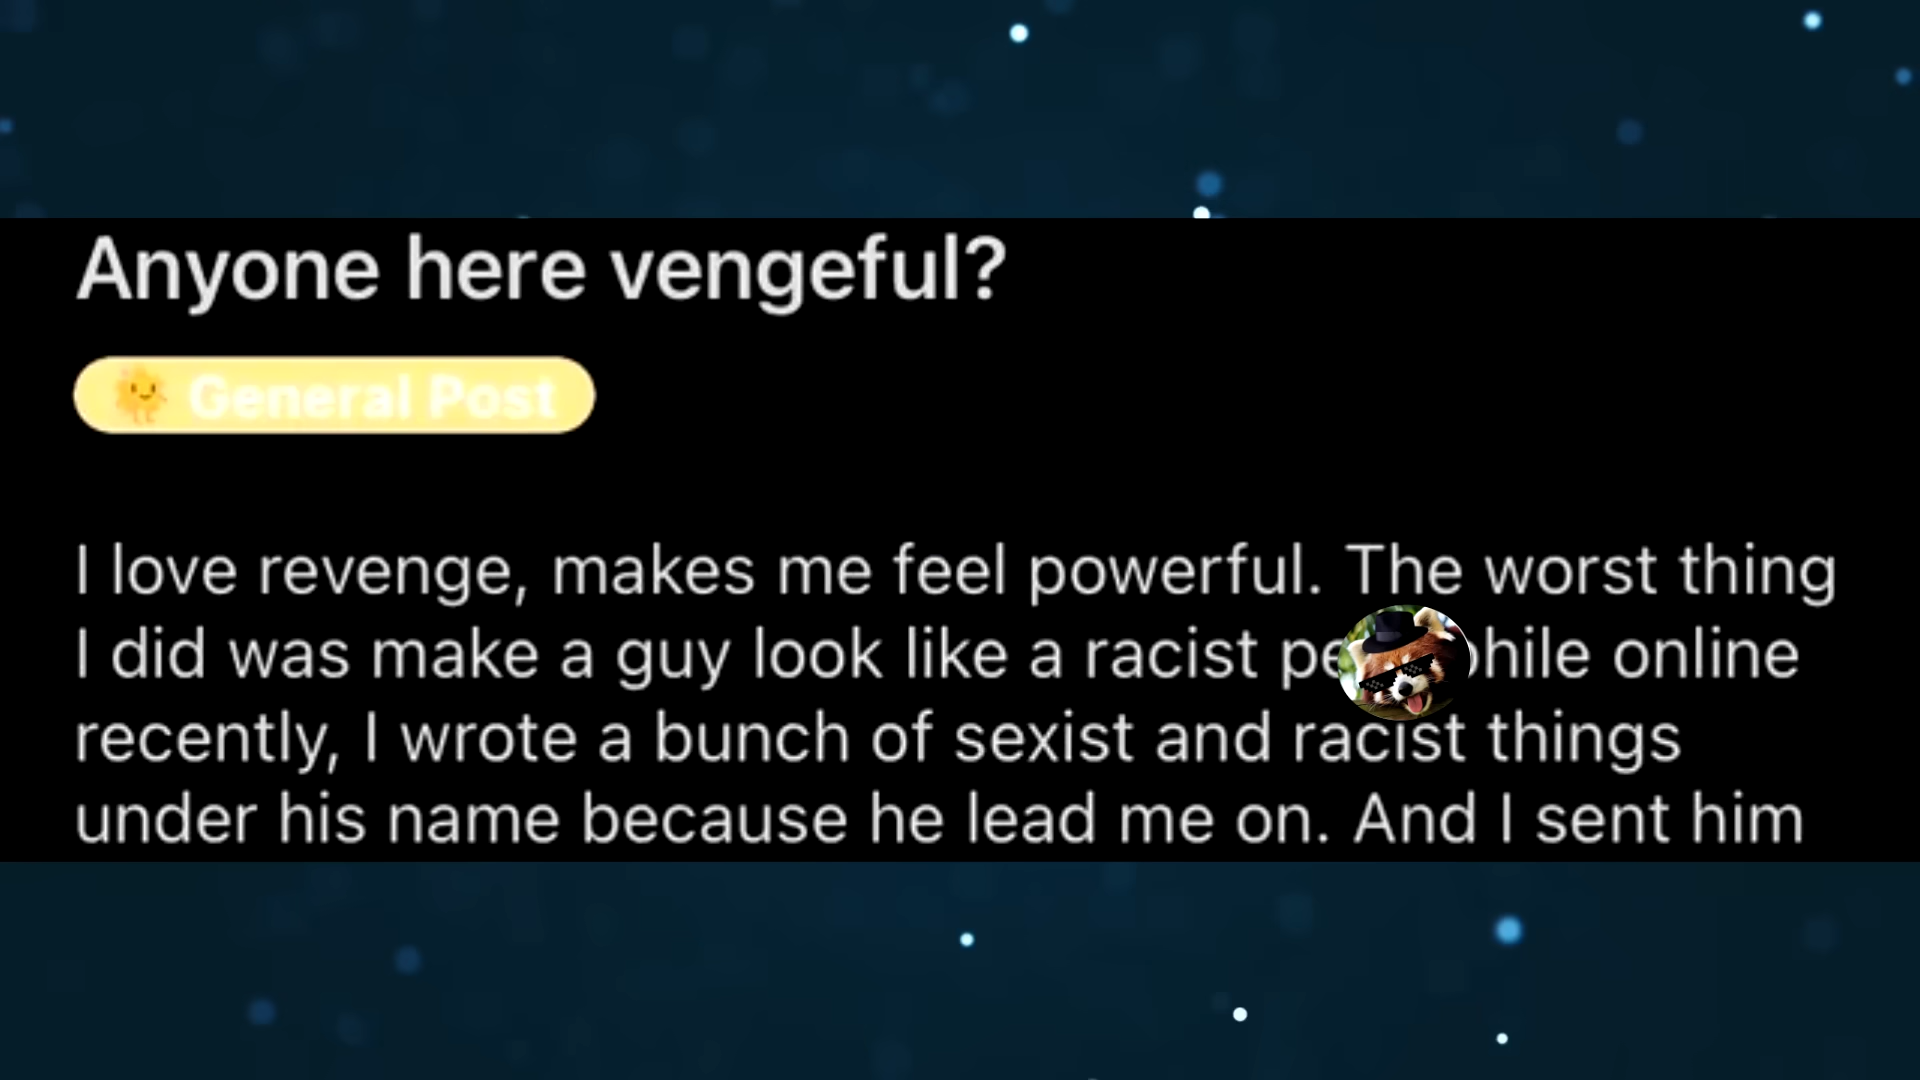 Anyone here vengeful?
General Post
I love revenge, makes me feel powerful. The worst thing
I did was make a guy look like a racist online
recently, I wrote a bunch of sexist and racist things
under his name because he lead me on. And I sent him